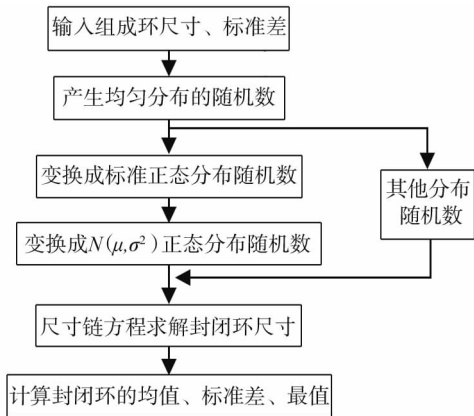 输入组成环尺寸、标准差
产生均匀分布的随机数
变换成标准正态分布随机数
其他分布
随机数
变换成N(μ,σ²)正态分布随机数
尺寸链方程求解封闭环尺寸
计算封闭环的均值、标准差、最值